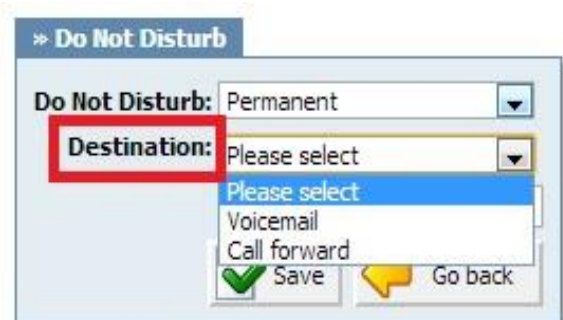 » Do Not Disturb
Do Not Disturb: Permanent
Destination: Please select
Please select
Voicemail
Call forward
Save Go back